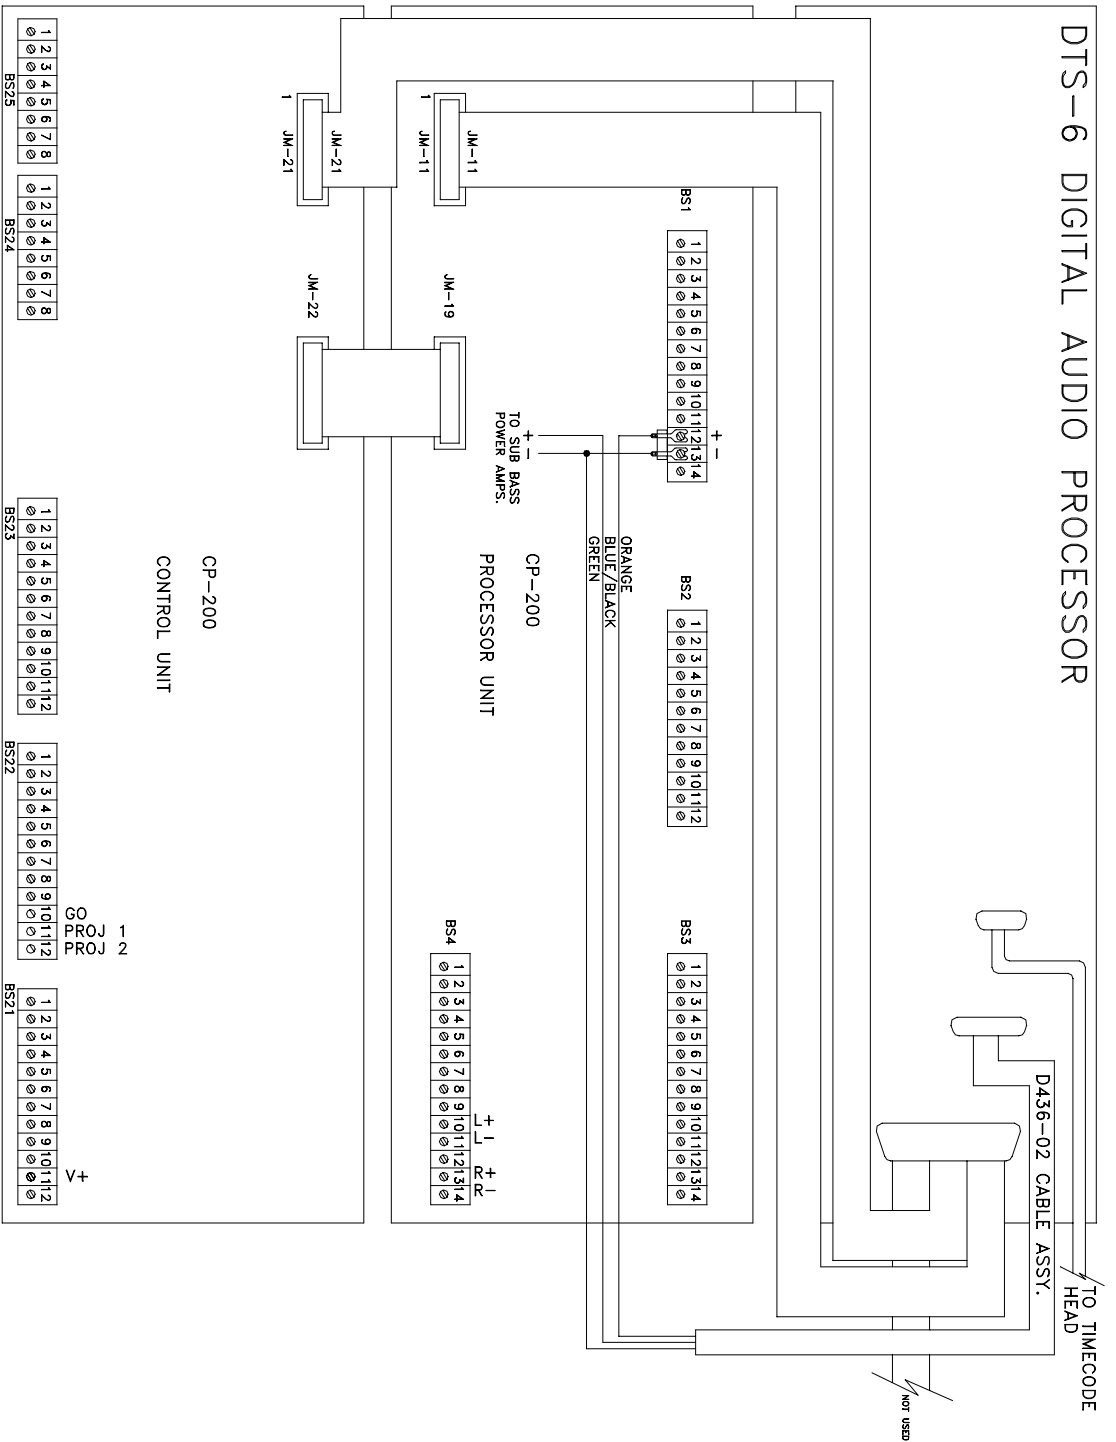 DTS-6 DIGITAL AUDIO PROCESSOR
TO TIMECODE
HEAD
D436-02 CABLE ASSY.
NOT USED
BS1
1 2 3 4 5 6 7 8 9 10 11 12 13 14
+ -
BS2
1 2 3 4 5 6 7 8 9 10 11 12
BS3
1 2 3 4 5 6 7 8 9 10 11 12 13 14
ORANGE
BLUE/BLACK
GREEN
+ -
TO SUB BASS
POWER AMPS.
CP-200
PROCESSOR UNIT
JM-11
1
JM-11
JM-19
BS4
1 2 3 4 5 6 7 8 9 10 11 12 13 14
L+
L-
R+
R-
JM-21
1
JM-21
JM-22
CP-200
CONTROL UNIT
BS25
1 2 3 4 5 6 7 8
BS24
1 2 3 4 5 6 7 8
BS23
1 2 3 4 5 6 7 8 9 10 11 12
BS22
1 2 3 4 5 6 7 8 9 10 11 12
GO
PROJ 1
PROJ 2
BS21
1 2 3 4 5 6 7 8 9 10 11 12
V+